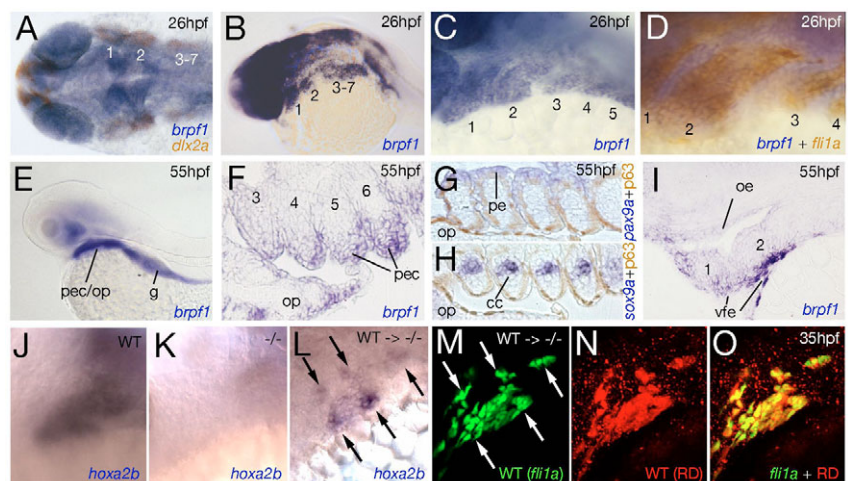 A 26hpf
1 2 3-7
brpf1
dlx2a
B 26hpf
1 2 3-7
brpf1
C 26hpf
1 2 3 4 5
brpf1
D 26hpf
1 2 3 4
brpf1 + fli1a
E 55hpf
pec/op g
brpf1
F 55hpf
3 4 5 6
pec
op
brpf1
G
pe
op
pax9a+p63
H
cc
op
sox9a+p63
I 55hpf
oe
1 2
vfe
brpf1
J WT
hoxa2b
K -/-
hoxa2b
L WT -> -/-
hoxa2b
M WT -> -/-
WT (fli1a)
N
WT (RD)
O 35hpf
fli1a + RD